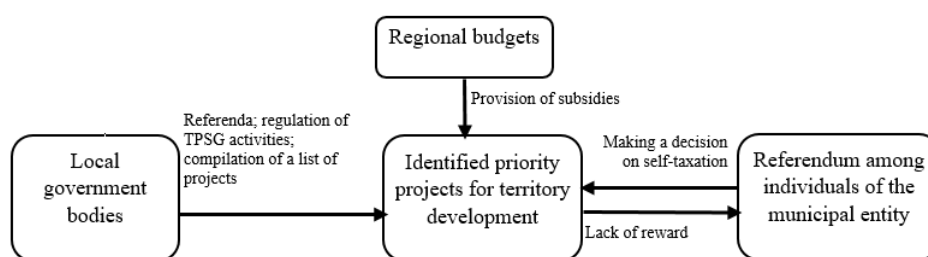 Regional budgets
Provision of subsidies
Referenda; regulation of
TPSG activities;
compilation of a list of
projects
Local
government
bodies
Identified priority
projects for territory
development
Making a decision
on self-taxation
Lack of reward
Referendum among
individuals of the
municipal entity